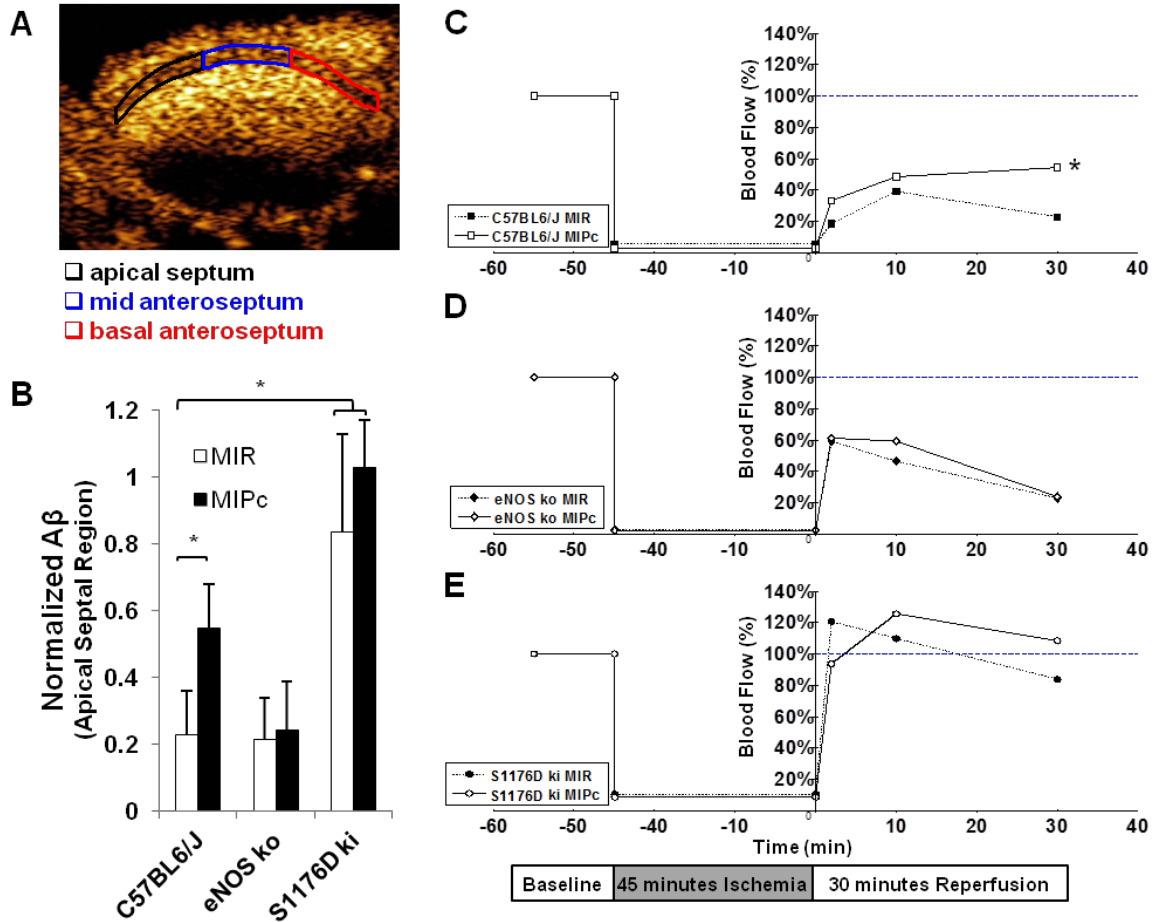 A
apical septum
mid anteroseptum
basal anteroseptum
B
Normalized Aβ
(Apical Septal Region)
1.2
1
0.8
0.6
0.4
0.2
0
*
MIR
MIPc
*
C57BL6/J
eNOS ko
S1176D ki
C
Blood Flow (%)
140%
120%
100%
80%
60%
40%
20%
0
*
C57BL6/J MIR
C57BL6/J MIPc
-60 -50 -40 -10 0 10 20 30 40
D
Blood Flow (%)
140%
120%
100%
80%
60%
40%
20%
0
eNOS ko MIR
eNOS ko MIPc
-60 -50 -40 -10 0 10 20 30 40
E
Blood Flow (%)
140%
120%
100%
80%
60%
40%
20%
0
S1176D ki MIR
S1176D ki MIPc
-60 -50 -40 -10 0 10 20 30 40
Time (min)
Baseline 45 minutes Ischemia 30 minutes Reperfusion